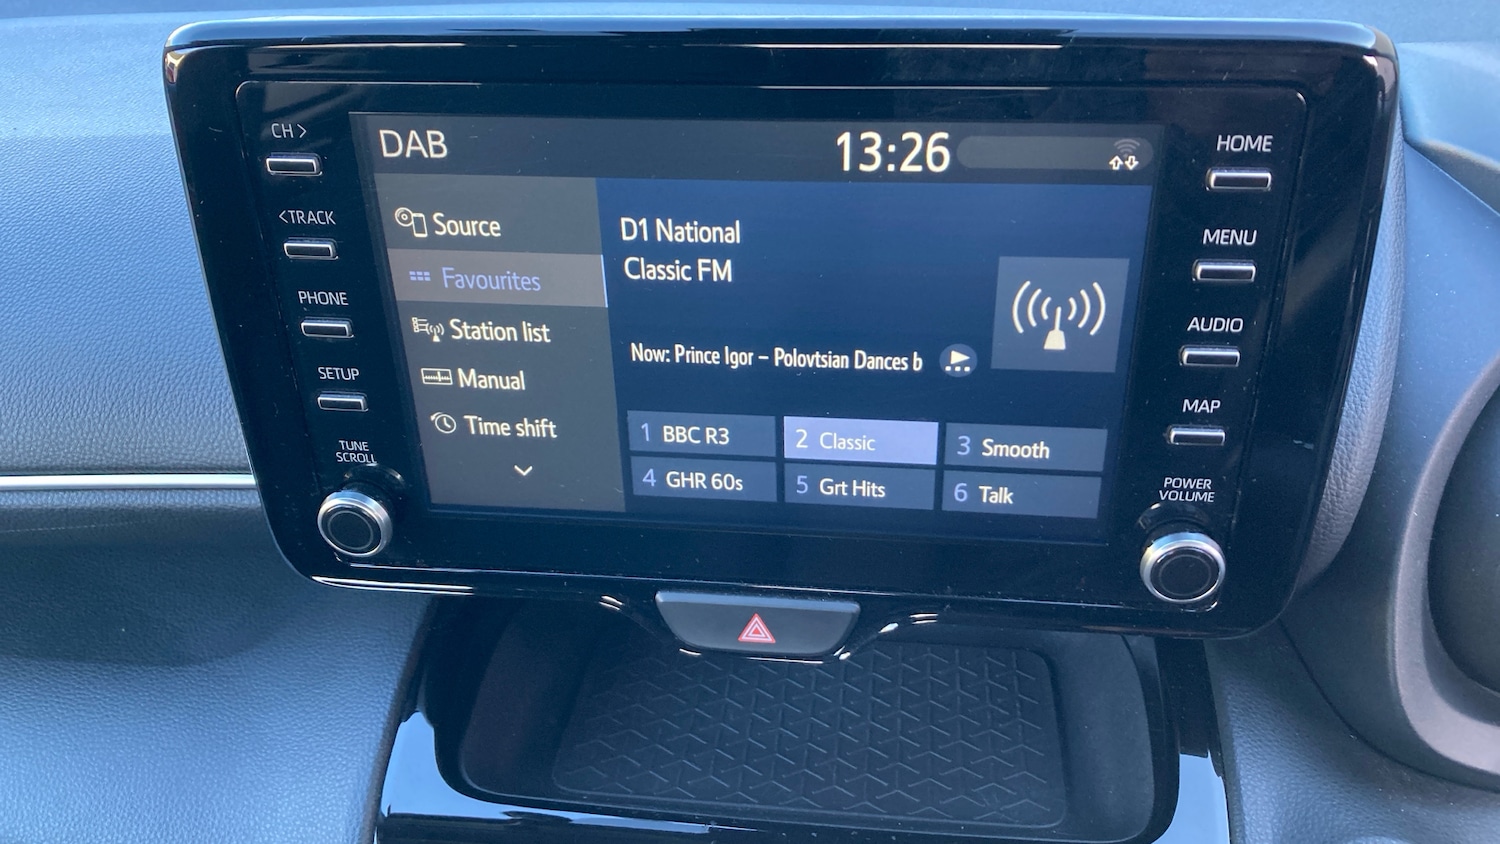 CH >
<TRACK
PHONE
SETUP
TUNE
SCROLL
DAB
13:26
Source
Favourites
Station list
Manual
Time shift
D1 National
Classic FM
Now: Prince Igor – Polovtsian Dances b
1 BBC R3
2 Classic
3 Smooth
4 GHR 60s
5 Grt Hits
6 Talk
HOME
MENU
AUDIO
MAP
POWER
VOLUME